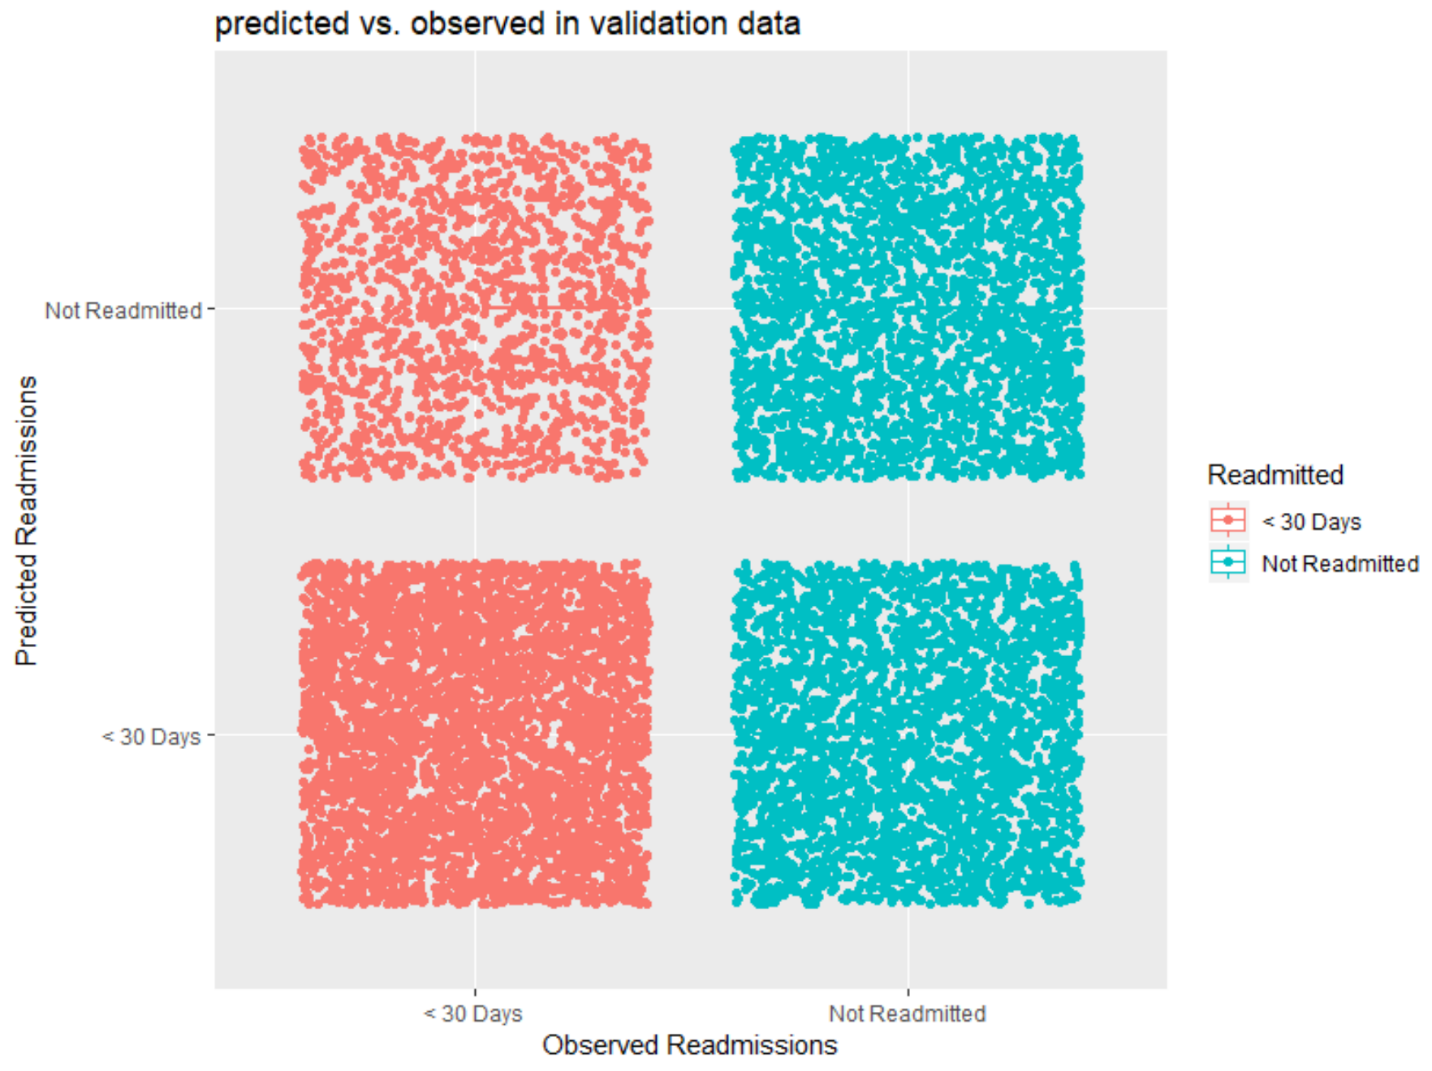 predicted vs. observed in validation data
Predicted Readmissions
Not Readmitted
< 30 Days
< 30 Days
Not Readmitted
Observed Readmissions
Readmitted
< 30 Days
Not Readmitted